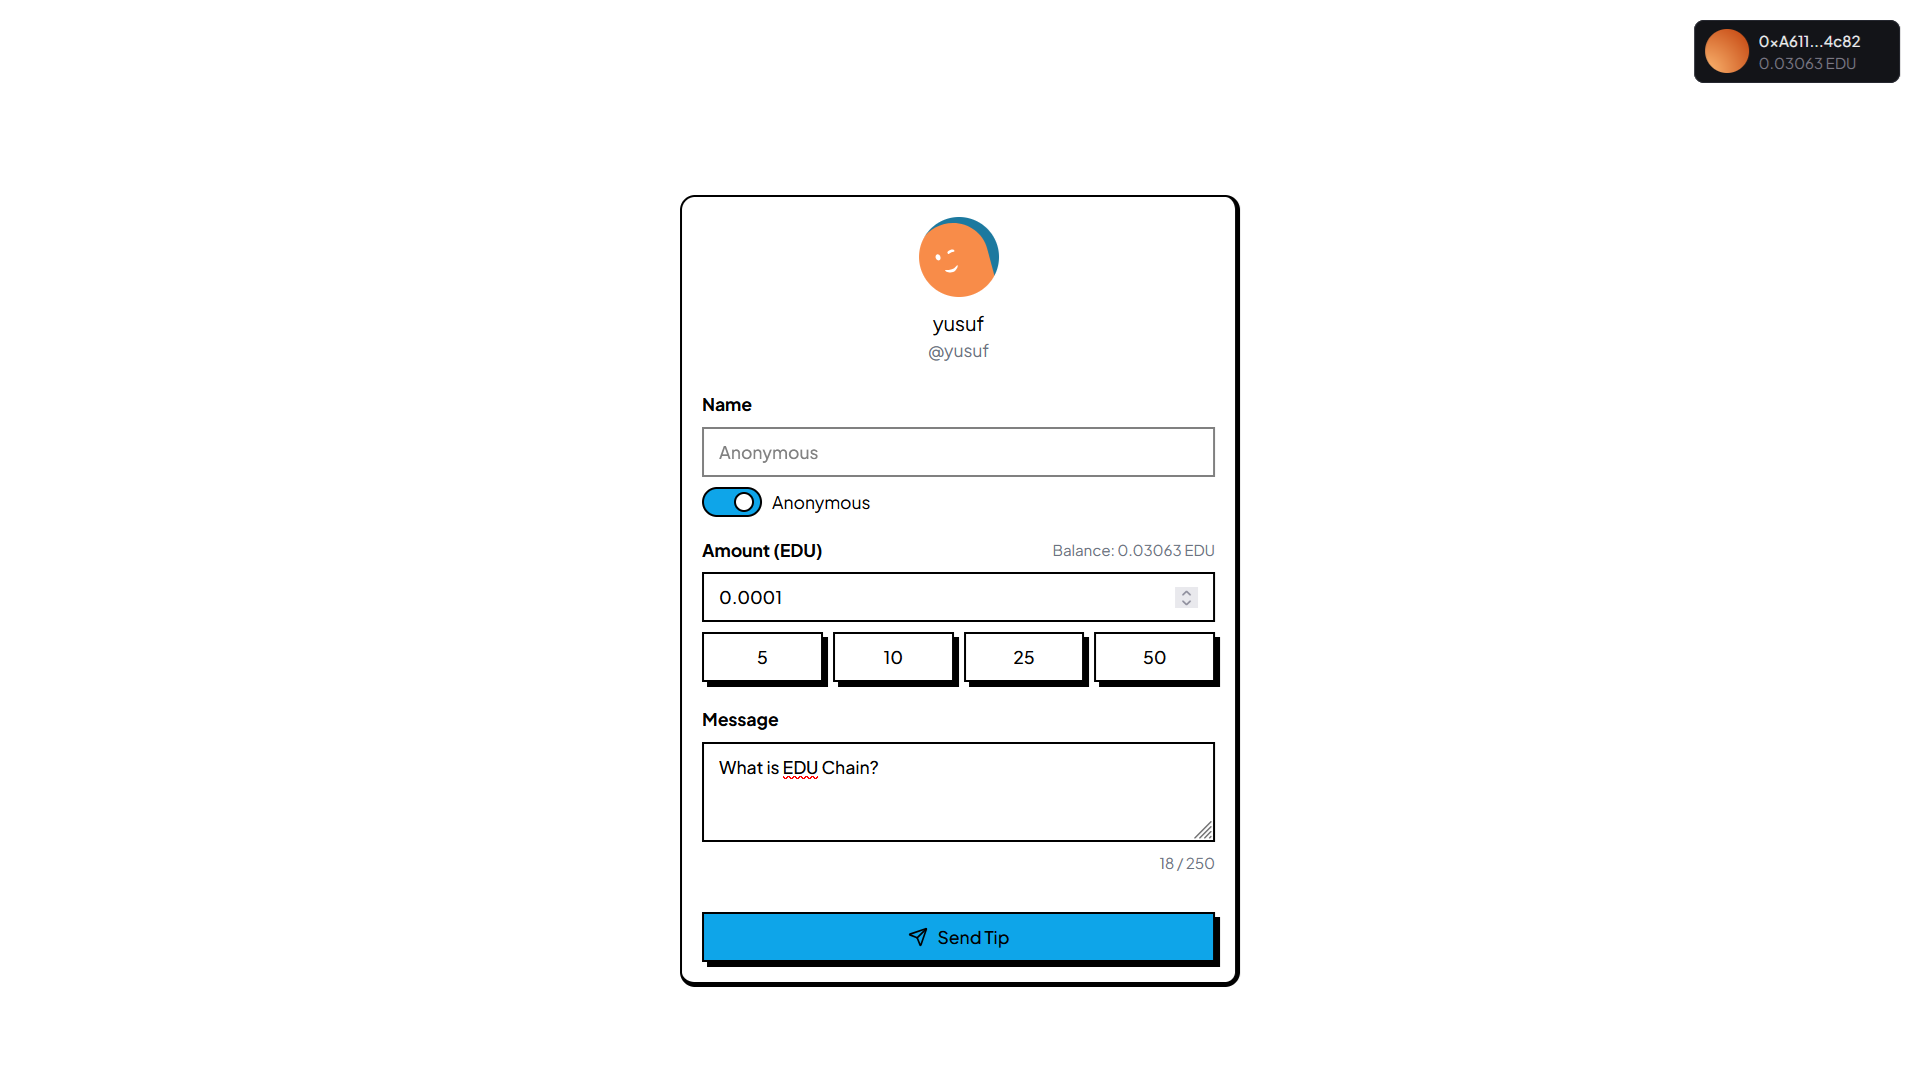 0xA611...4c82
0.03063 EDU
yusuf
@yusuf
Name
Anonymous
Anonymous
Amount (EDU)
Balance: 0.03063 EDU
0.0001
5
10
25
50
Message
What is EDU Chain?
18 / 250
Send Tip